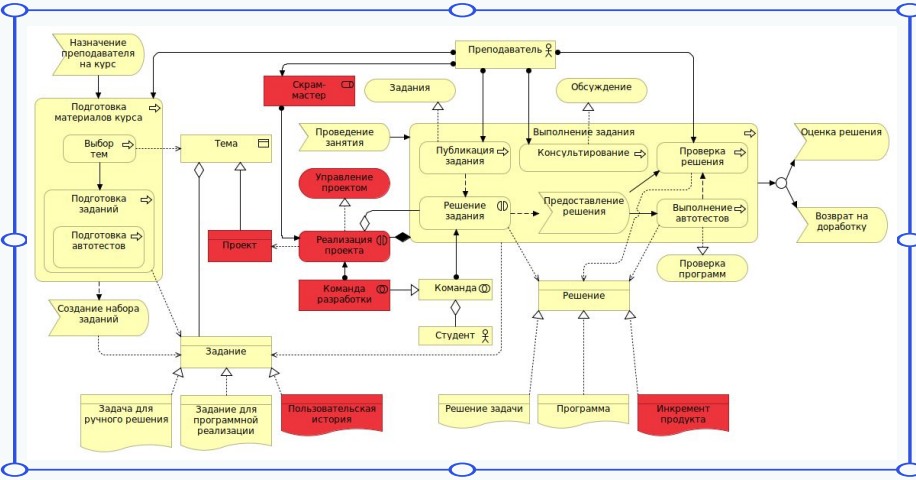 Назначение
преподавателя
на курс
Преподаватель
Скрам-
мастер
Задания
Обсуждение
Подготовка
материалов курса
Выбор
тем
Тема
Проведение
занятия
Выполнение задания
Публикация
задания
Консультирование
Проверка
решения
Оценка решения
Управление
проектом
Подготовка
заданий
Подготовка
автотестов
Решение
задания
Предоставление
решения
Выполнение
автотестов
Возврат на
доработку
Проект
Реализация
проекта
Проверка
программ
Команда
разработки
Команда
Решение
Создание набора
заданий
Студент
Задание
Задача для
ручного решения
Задание для
программной
реализации
Пользовательская
история
Решение задачи
Программа
Инкремент
продукта